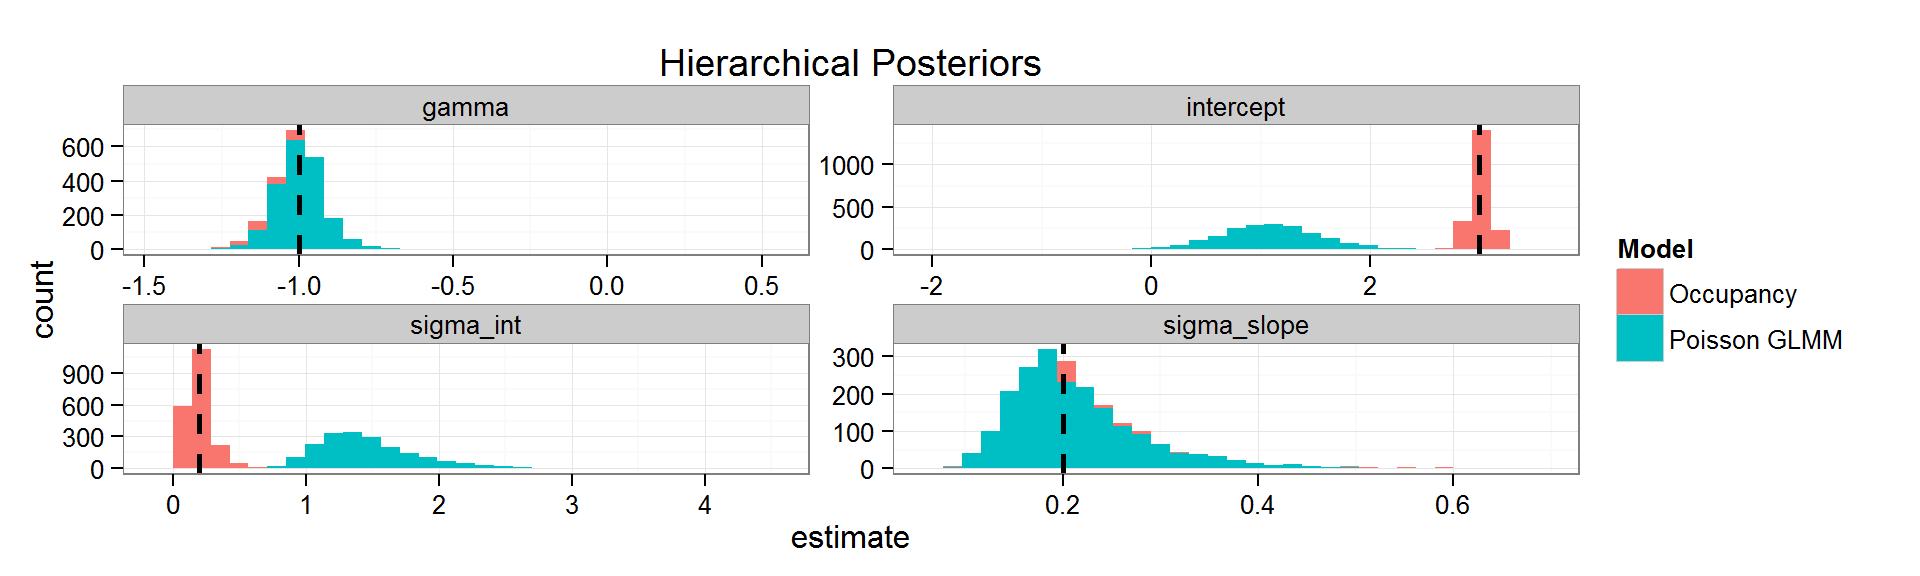 Hierarchical Posteriors
gamma
intercept
600
400
200
0
-1.5 -1.0 -0.5 0.0 0.5
1000
500
0
-2 0 2
sigma_int
sigma_slope
900
600
300
0
0 1 2 3 4
300
200
100
0
0.2 0.4 0.6
count
estimate
Model
Occupancy
Poisson GLMM